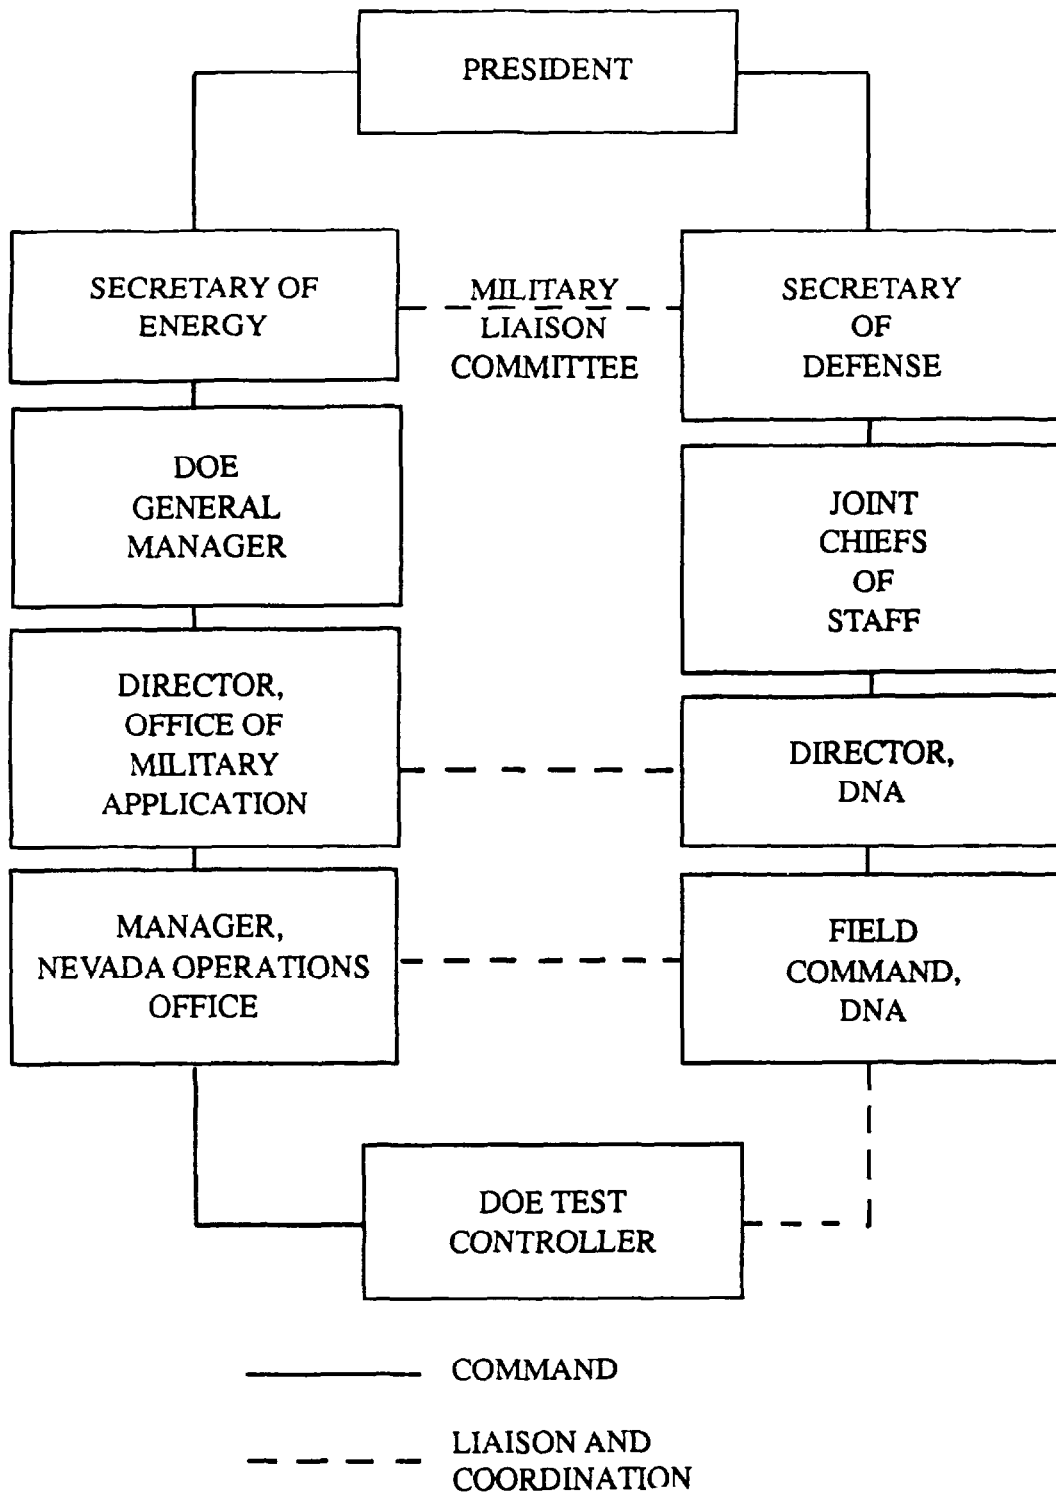 PRESIDENT
SECRETARY OF
ENERGY
MILITARY
LIAISON
COMMITTEE
SECRETARY
OF
DEFENSE
DOE
GENERAL
MANAGER
JOINT
CHIEFS
OF
STAFF
DIRECTOR,
OFFICE OF
MILITARY
APPLICATION
DIRECTOR,
DNA
MANAGER,
NEVADA OPERATIONS
OFFICE
FIELD
COMMAND,
DNA
DOE TEST
CONTROLLER
COMMAND
LIAISON AND
COORDINATION